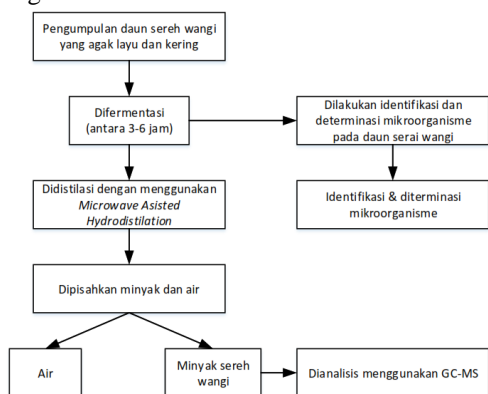 Pengumpulan daun sereh wangi
yang agak layu dan kering
Difermentasi
(antara 3-6 jam)
Dilakukan identifikasi dan
determinasi mikroorganisme
pada daun serai wangi
Didistilasi dengan menggunakan
Microwave Asisted
Hydrodistilation
Identifikasi & diterminasi
mikroorganisme
Dipisahkan minyak dan air
Air
Minyak sereh
wangi
Dianalisis menggunakan GC-MS